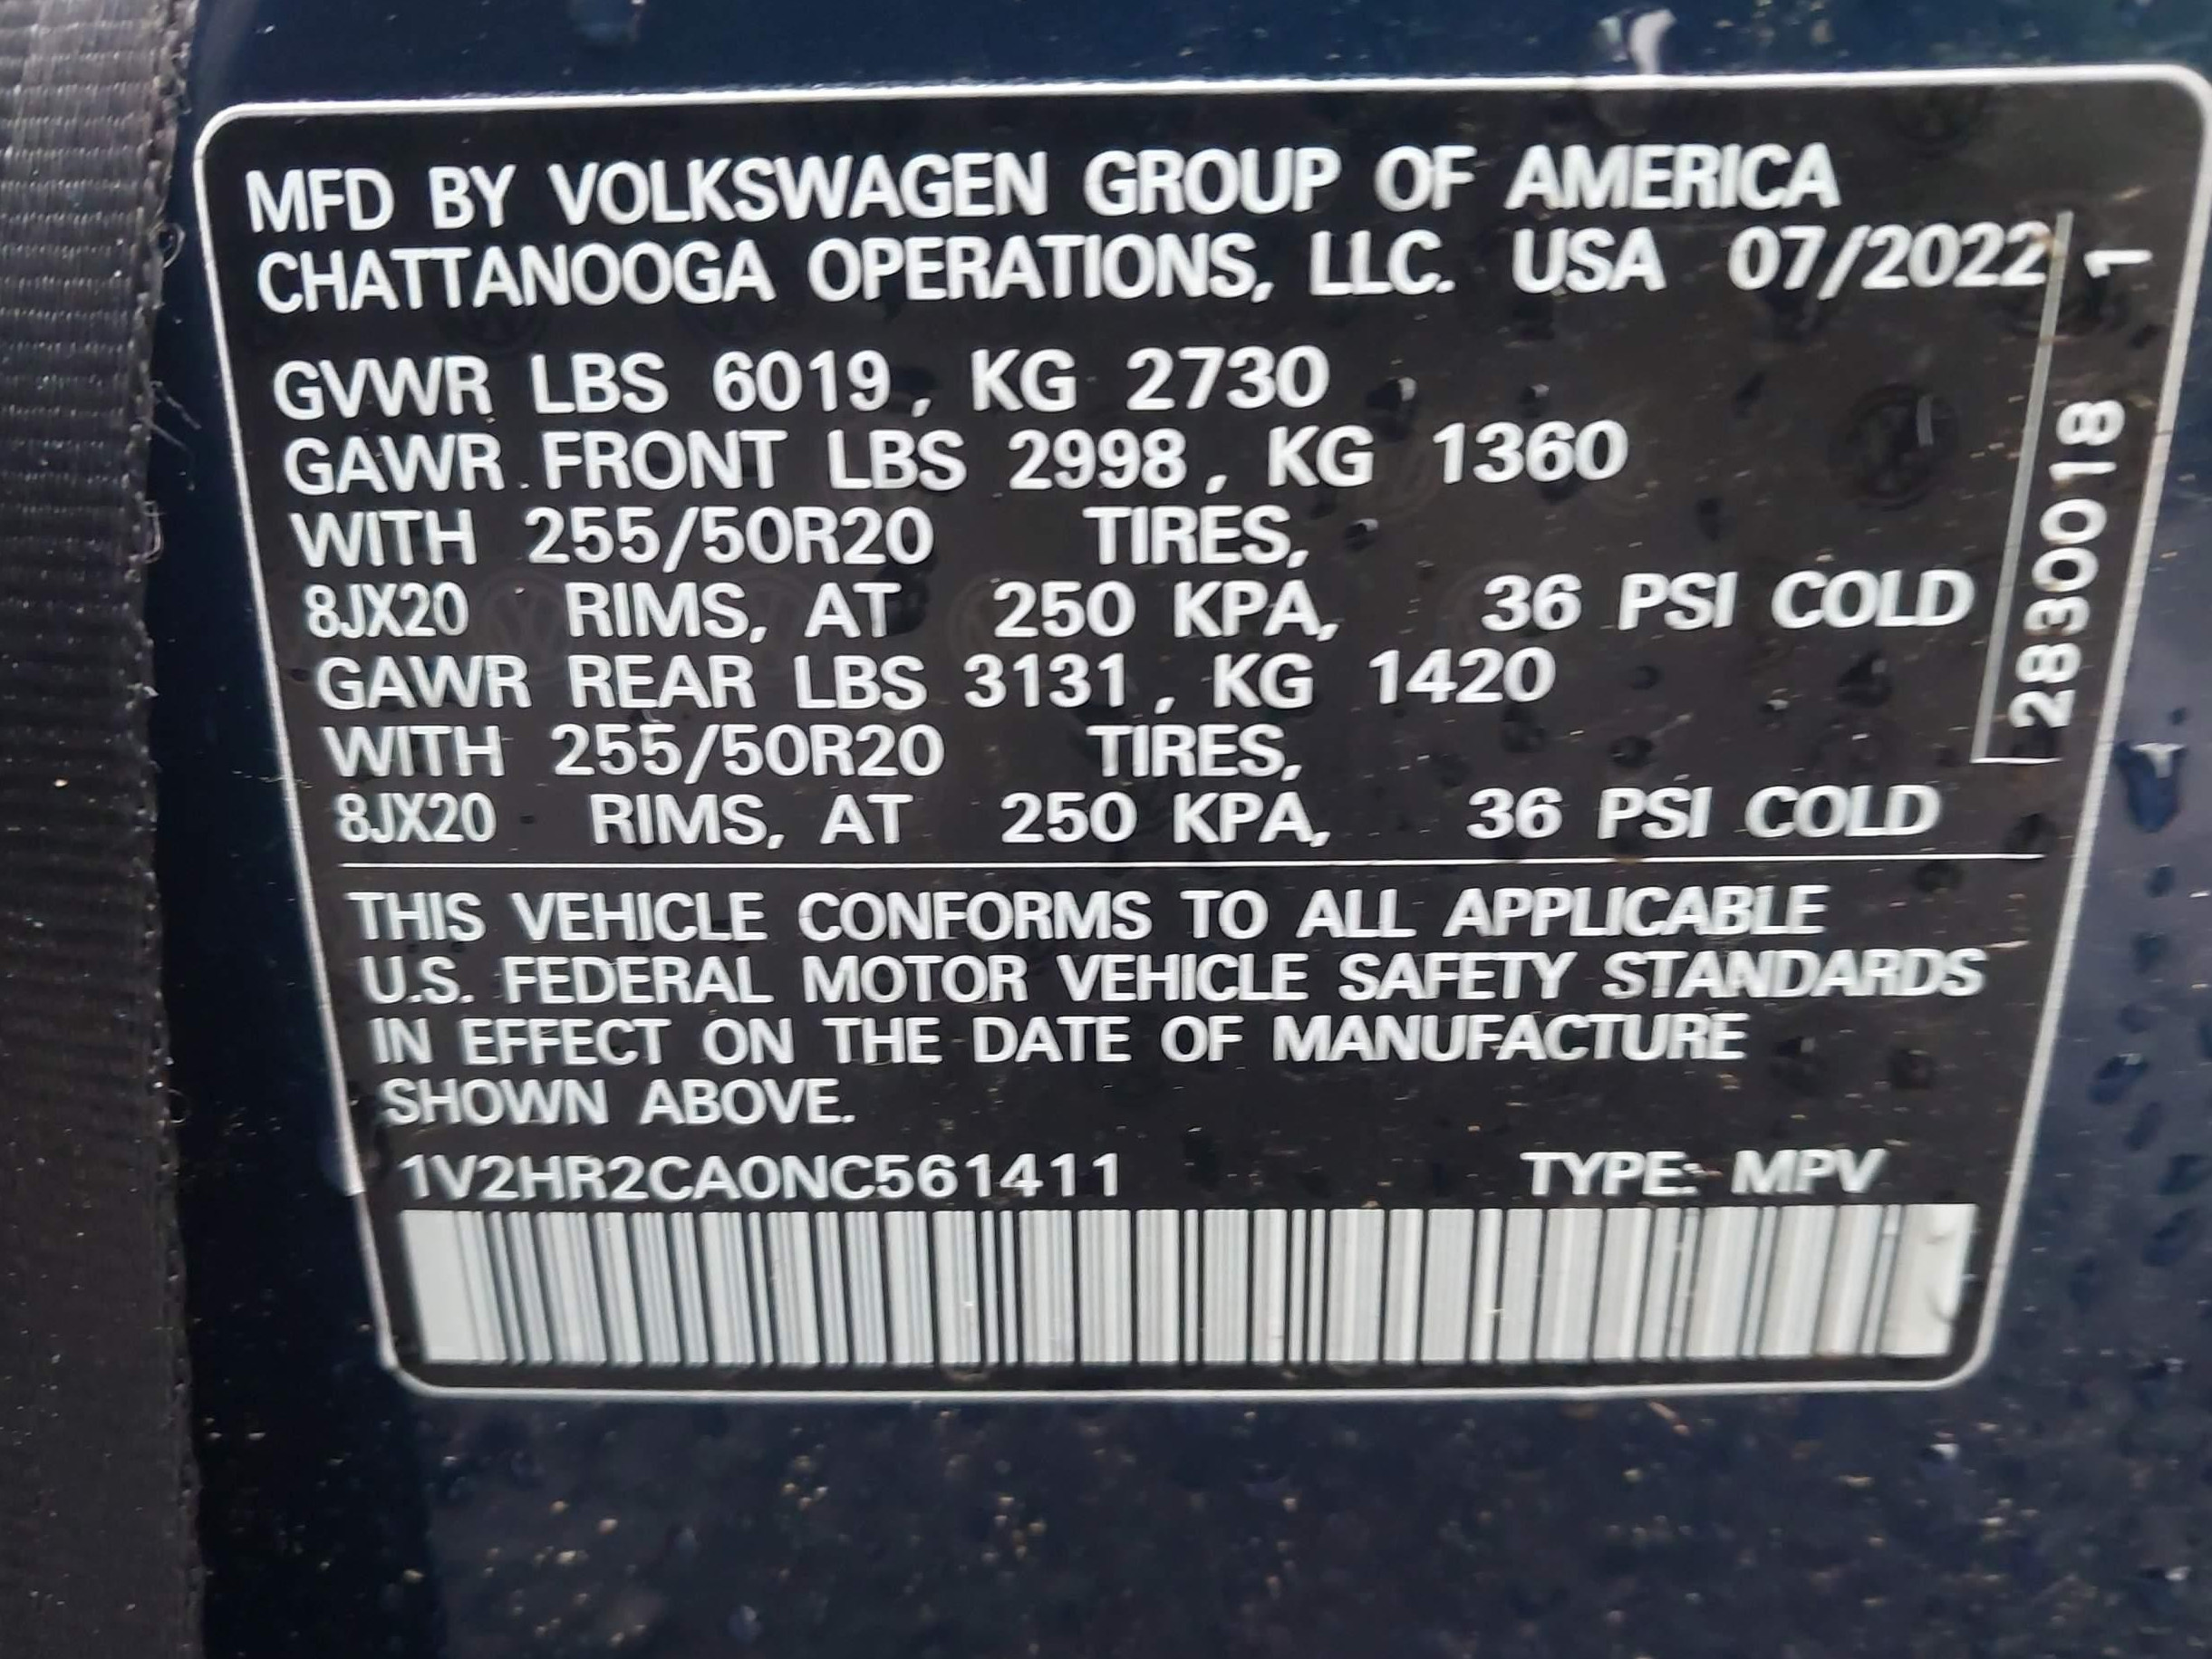 MFD BY VOLKSWAGEN GROUP OF AMERICA
CHATTANOOGA OPERATIONS, LLC. USA 07/2022
GVWR LBS 6019, KG 2730
GAWR FRONT LBS 2998, KG 1360
WITH 255/50R20 TIRES,
8JX20 RIMS, AT 250 KPA, 36 PSI COLD
GAWR REAR LBS 3131, KG 1420
WITH 255/50R20 TIRES,
8JX20 RIMS, AT 250 KPA, 36 PSI COLD
THIS VEHICLE CONFORMS TO ALL APPLICABLE
U.S. FEDERAL MOTOR VEHICLE SAFETY STANDARDS
IN EFFECT ON THE DATE OF MANUFACTURE
SHOWN ABOVE.
1V2HR2CA0NC561411 TYPE: MPV
2830018 1